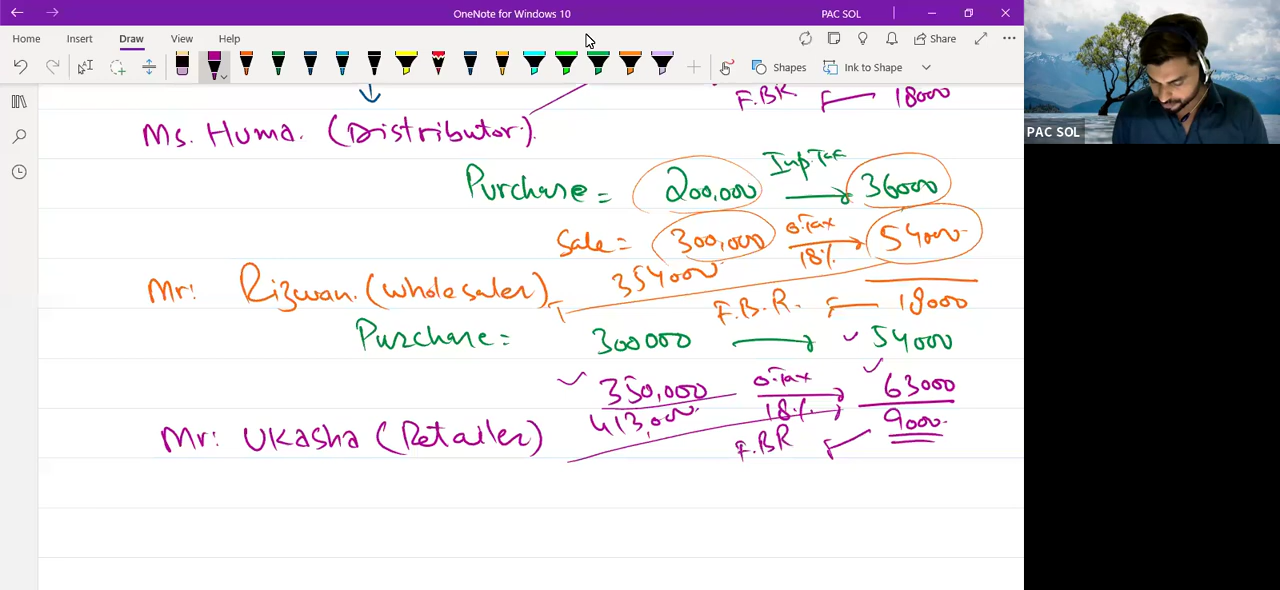 OneNote for Windows 10
PAC SOL
Home Insert Draw View Help
Share
Shapes
Ink to Shape
F.BR 18000
Ms. Huma. (Distributor).
Inp.Tax
Purchase = 200,000 36000
Sale = 300,000 O.Tax 18% 54000
354000
Mr: Rizwan. (wholesaler)
F.B.R. 18000
Purchase = 300000 54000
350,000 O.Tax 18% 63000
413,000 9000
Mr: Ukasha (Retailer)
F.BR
PAC SOL